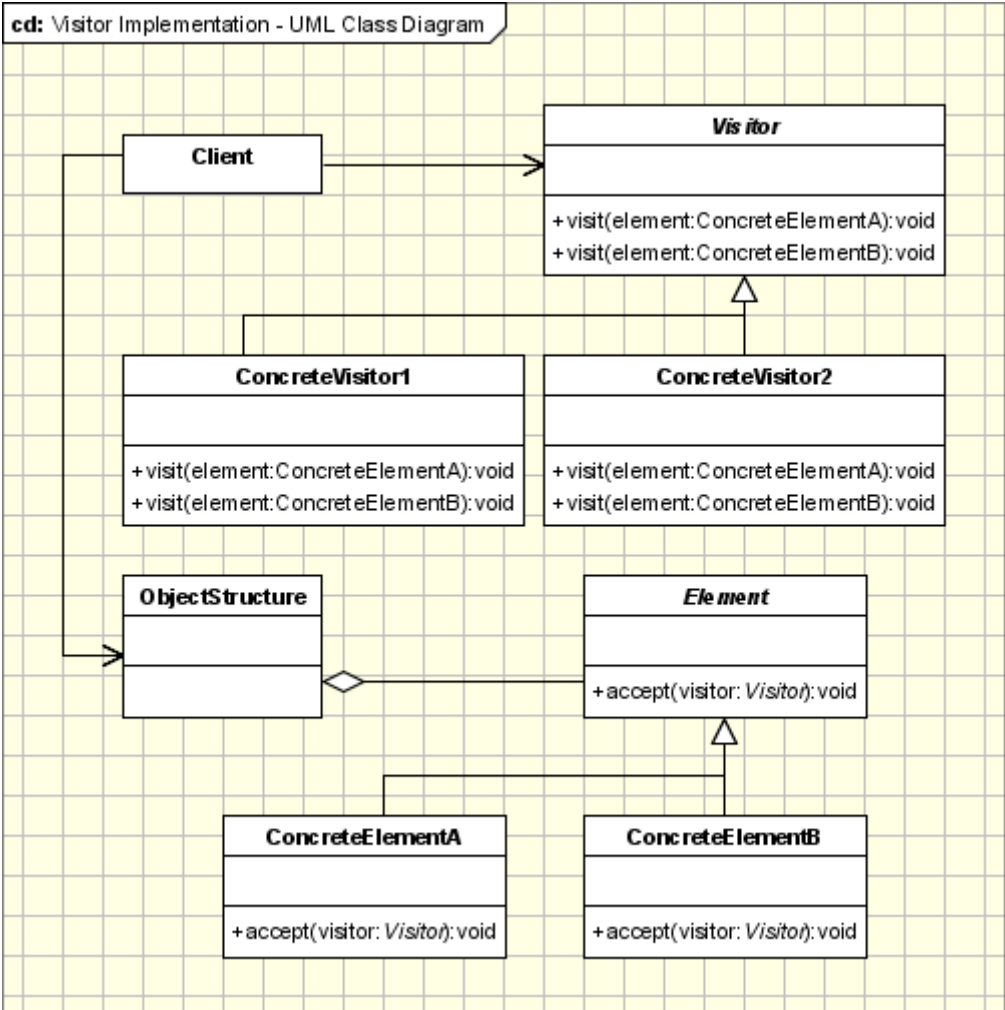 cd: Visitor Implementation - UML Class Diagram
Client
Visitor
+visit(element:ConcreteElementA):void
+visit(element:ConcreteElementB):void
ConcreteVisitor1
+visit(element:ConcreteElementA):void
+visit(element:ConcreteElementB):void
ConcreteVisitor2
+visit(element:ConcreteElementA):void
+visit(element:ConcreteElementB):void
ObjectStructure
Element
+accept(visitor:Visitor):void
ConcreteElementA
+accept(visitor:Visitor):void
ConcreteElementB
+accept(visitor:Visitor):void